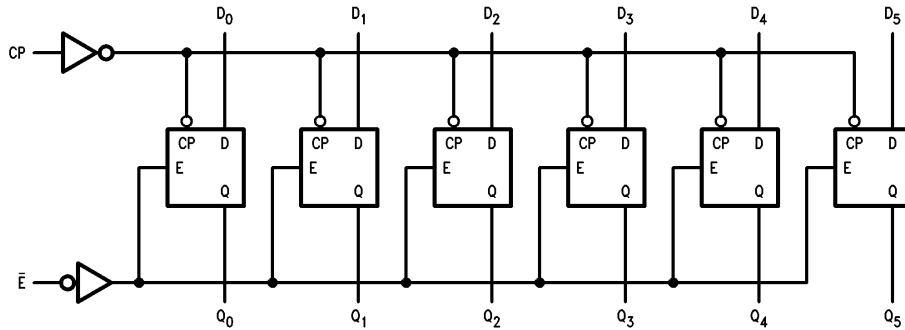 D0 D1 D2 D3 D4 D5
CP
CP D CP D CP D CP D CP D CP D
E E E E E E
Q Q Q Q Q Q
Ē
Q0 Q1 Q2 Q3 Q4 Q5